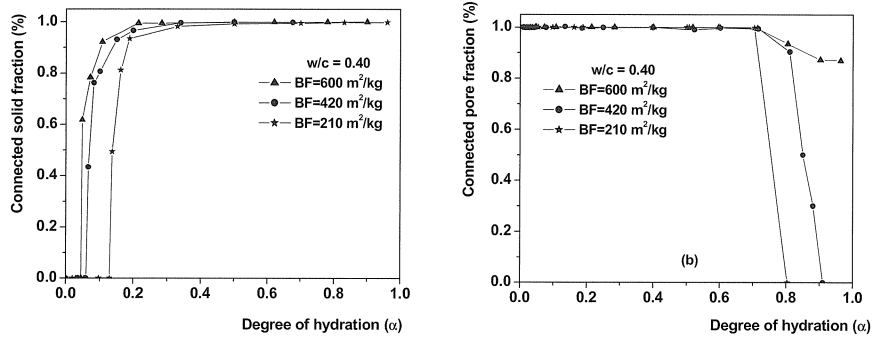 Connected solid fraction (%)
1.0
0.8
0.6
0.4
0.2
0.0
w/c = 0.40
BF=600 m²/kg
BF=420 m²/kg
BF=210 m²/kg
0.0 0.2 0.4 0.6 0.8 1.0
Degree of hydration (α)
Connected pore fraction (%)
1.0
0.8
0.6
0.4
0.2
0.0
w/c = 0.40
BF=600 m²/kg
BF=420 m²/kg
BF=210 m²/kg
(b)
0.0 0.2 0.4 0.6 0.8 1.0
Degree of hydration (α)